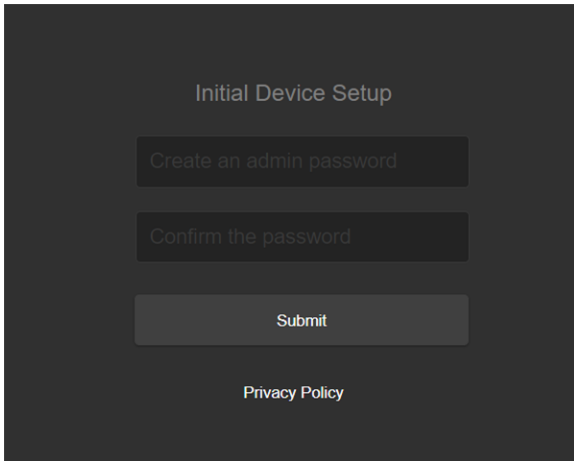 Initial Device Setup
Create an admin password
Confirm the password
Submit
Privacy Policy